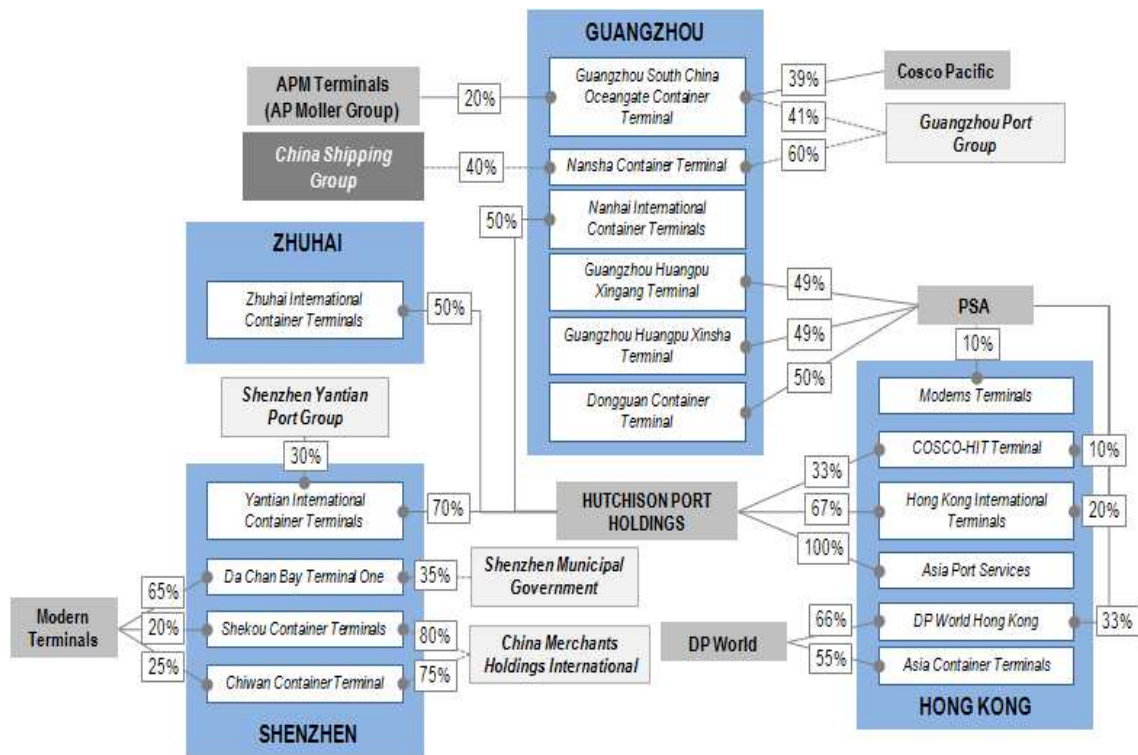 GUANGZHOU
APM Terminals
(AP Moller Group)
20%
Guangzhou South China
Oceangate Container
Terminal
39%
Cosco Pacific
41%
Guangzhou Port
Group
China Shipping
Group
40%
Nansha Container Terminal
60%
50%
Nanhai International
Container Terminals
ZHUHAI
Zhuhai International
Container Terminals
50%
Guangzhou Huangpu
Xingang Terminal
49%
PSA
Guangzhou Huangpu Xinsha
Terminal
49%
10%
Dongguan Container
Terminal
50%
Moderns Terminals
Shenzhen Yantian
Port Group
30%
Yantian International
Container Terminals
70%
HUTCHISON PORT
HOLDINGS
33%
COSCO-HIT Terminal
10%
67%
Hong Kong International
Terminals
20%
100%
Asia Port Services
65%
Da Chan Bay Terminal One
35%
Shenzhen Municipal
Government
Modern
Terminals
20%
Shekou Container Terminals
80%
China Merchants
Holdings International
25%
Chiwan Container Terminal
75%
SHENZHEN
DP World
66%
DP World Hong Kong
33%
55%
Asia Container Terminals
HONG KONG